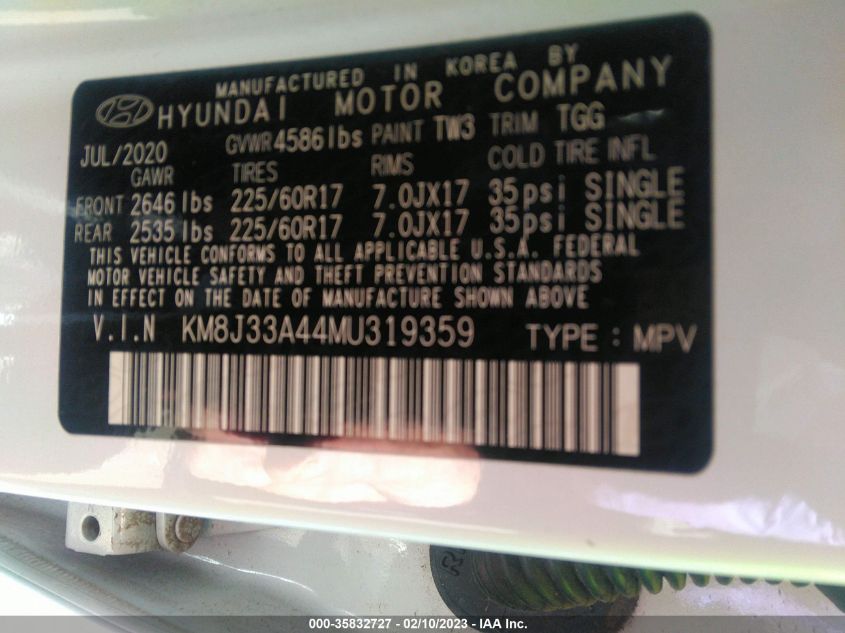 MANUFACTURED IN KOREA BY
HYUNDAI MOTOR COMPANY
JUL/2020 GVWR 4586 lbs PAINT TW3 TRIM TGG
GAWR TIRES RIMS COLD TIRE INFL
FRONT 2646 lbs 225/60R17 7.0JX17 35psi SINGLE
REAR 2535 lbs 225/60R17 7.0JX17 35psi SINGLE
THIS VEHICLE CONFORMS TO ALL APPLICABLE U.S.A. FEDERAL
MOTOR VEHICLE SAFETY AND THEFT PREVENTION STANDARDS
IN EFFECT ON THE DATE OF MANUFACTURE SHOWN ABOVE
V.I.N KM8J33A44MU319359 TYPE : MPV
000-35832727 - 02/10/2023 - IAA Inc.